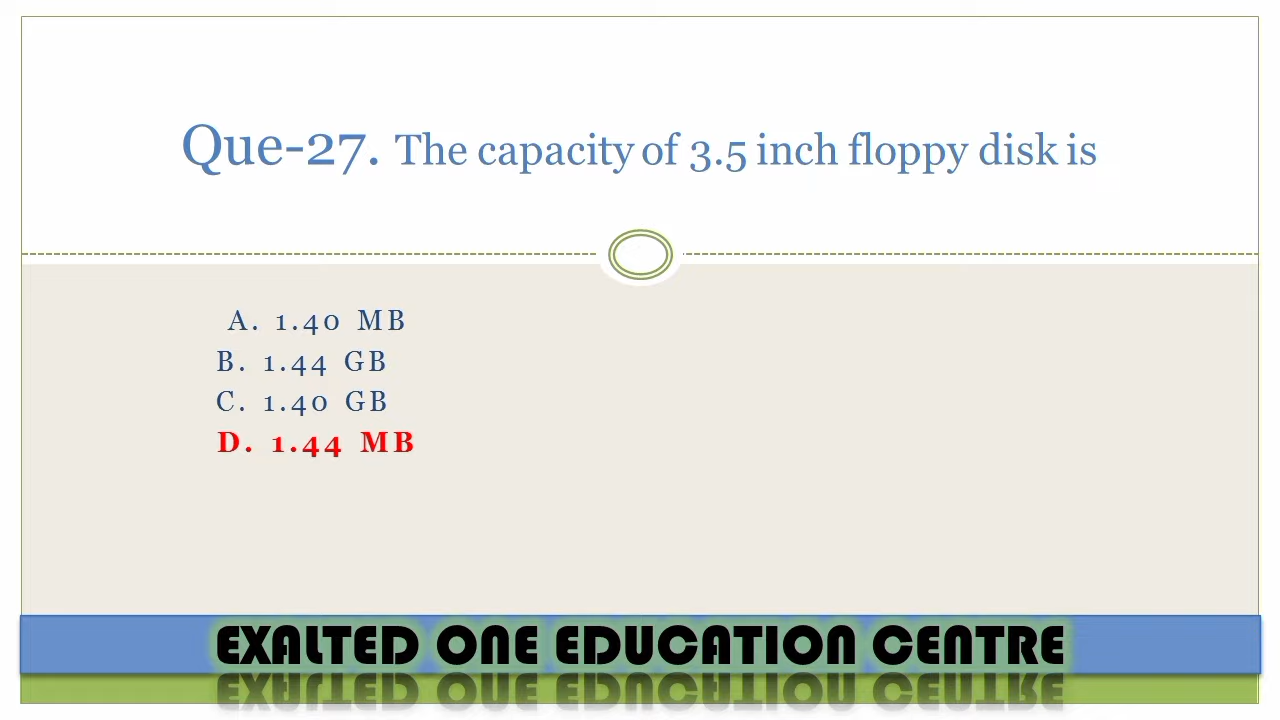 Que-27. The capacity of 3.5 inch floppy disk is
A. 1.40 MB
B. 1.44 GB
C. 1.40 GB
D. 1.44 MB
EXALTED ONE EDUCATION CENTRE